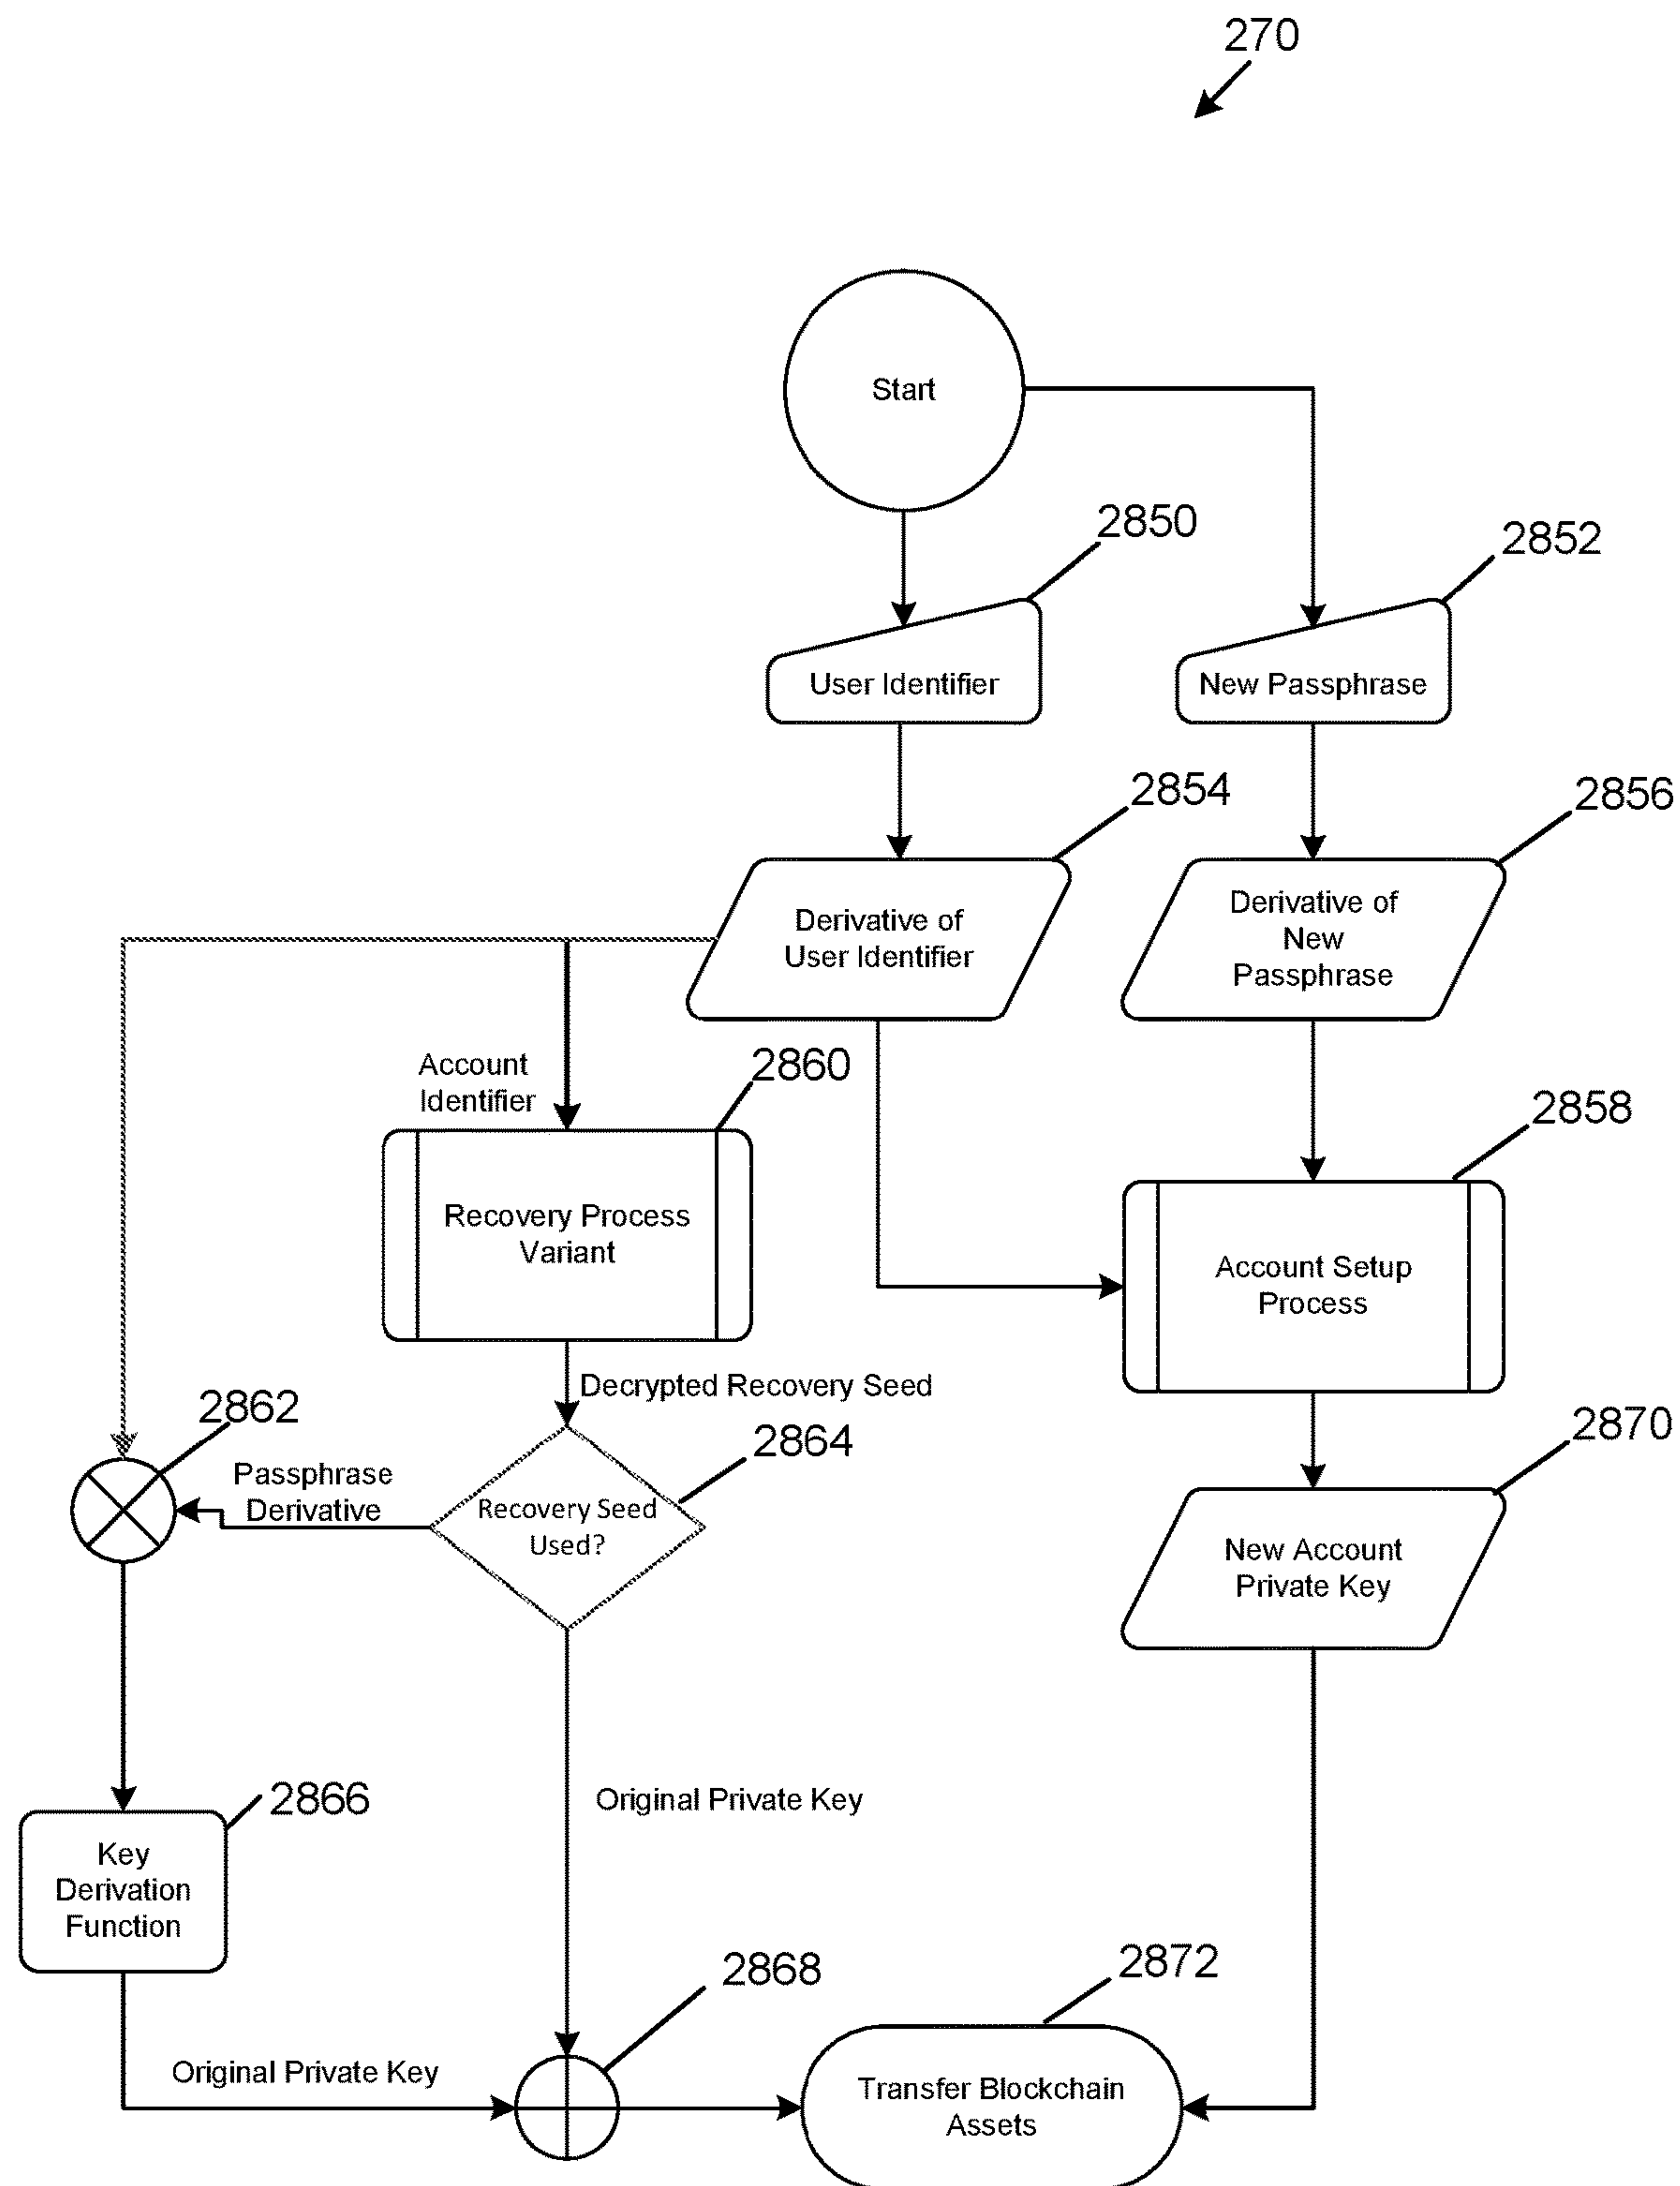 270
Start
2850
2852
User Identifier
New Passphrase
2854
2856
Derivative of
User Identifier
Derivative of
New
Passphrase
Account
Identifier
2860
2858
Recovery Process
Variant
Account Setup
Process
Decrypted Recovery Seed
2862
2864
2870
Passphrase
Derivative
Recovery Seed
Used?
New Account
Private Key
2866
Original Private Key
Key
Derivation
Function
2868
2872
Original Private Key
Transfer Blockchain
Assets